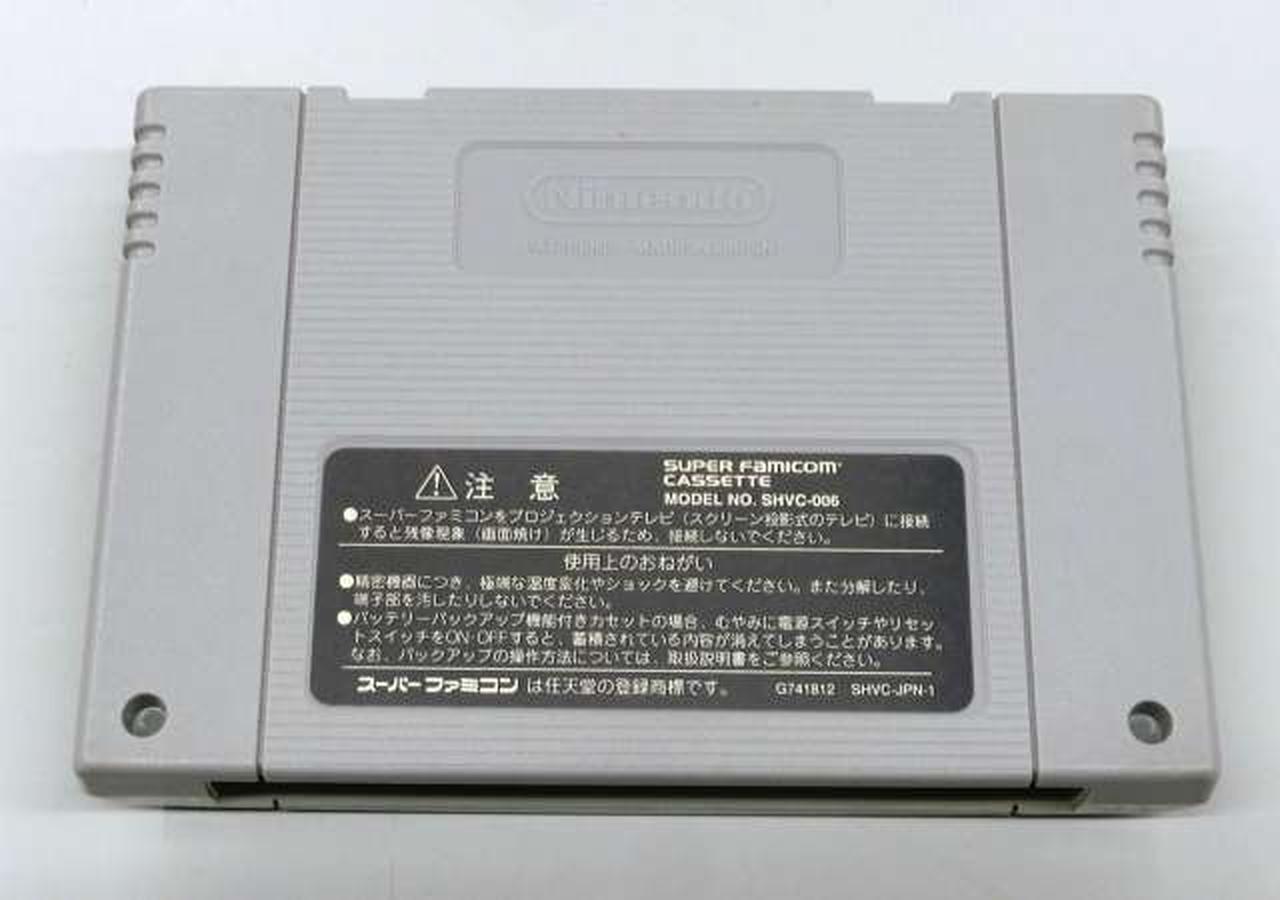 Nintendo
⚠注 意
SUPER FAMICOM
CASSETTE
MODEL NO. SHVC-006
●スーパーファミコンをプロジェクションテレビ（スクリーン投影式のテレビ）に接続
すると残像現象（画面焼け）が生じるため、接続しないでください。
使用上のおねがい
●精密機器につき、極端な温度変化やショックを避けてください。また分解したり、
端子部を汚したりしないでください。
●バッテリーバックアップ機能付きカセットの場合、むやみに電源スイッチやリセッ
トスイッチをON・OFFすると、蓄積されている内容が消えてしまうことがあります。
なお、バックアップの操作方法については、取扱説明書をご参照ください。
スーパーファミコン は任天堂の登録商標です。 G741812 SHVC-JPN-1